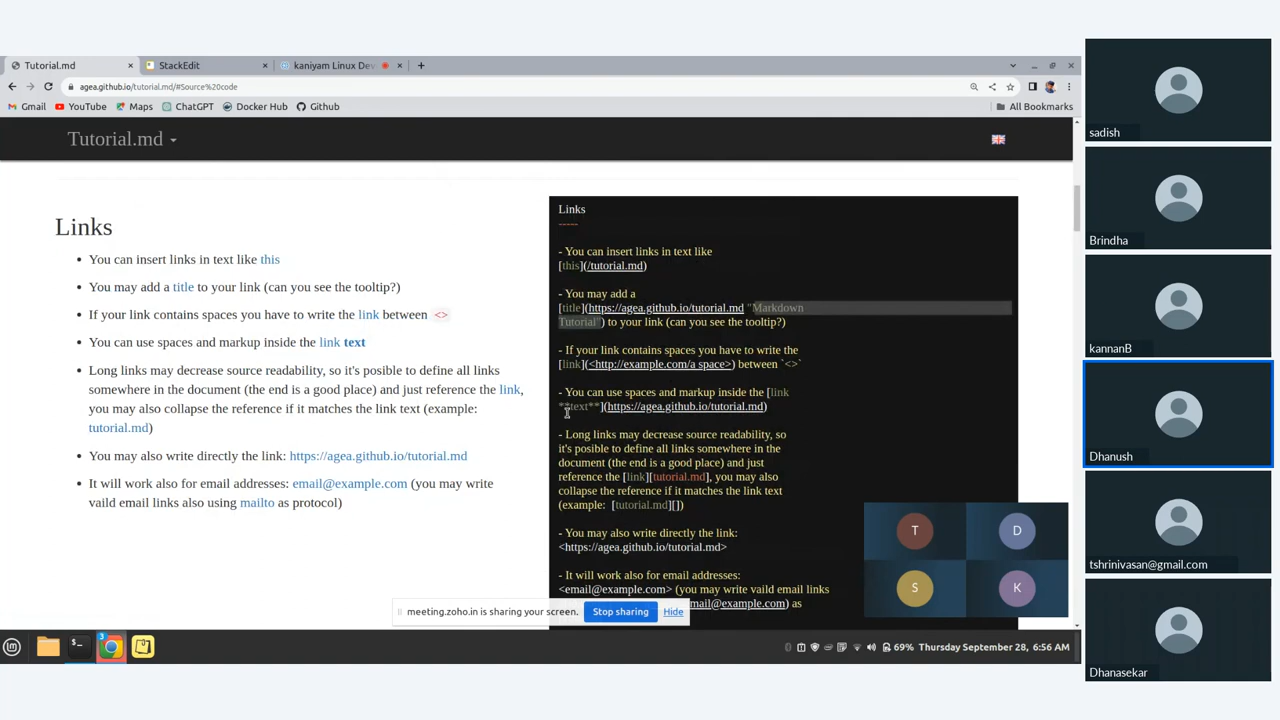 Tutorial.md
StackEdit
kaniyam Linux Dev
agea.github.io/tutorial.md/#Source%20code
Gmail YouTube Maps ChatGPT Docker Hub Github All Bookmarks
Tutorial.md
Links
You can insert links in text like this
You may add a title to your link (can you see the tooltip?)
If your link contains spaces you have to write the link between <>
You can use spaces and markup inside the link text
Long links may decrease source readability, so it's posible to define all links
somewhere in the document (the end is a good place) and just reference the link,
you may also collapse the reference if it matches the link text (example:
tutorial.md)
You may also write directly the link: https://agea.github.io/tutorial.md
It will work also for email addresses: email@example.com (you may write
vaild email links also using mailto as protocol)
Links
-----
- You can insert links in text like
[this](/tutorial.md)
- You may add a
[title](https://agea.github.io/tutorial.md "Markdown
Tutorial") to your link (can you see the tooltip?)
- If your link contains spaces you have to write the
[link](<http://example.com/a space>) between `<>`
- You can use spaces and markup inside the [link
**text**](https://agea.github.io/tutorial.md)
- Long links may decrease source readability, so
it's posible to define all links somewhere in the
document (the end is a good place) and just
reference the [link][tutorial.md], you may also
collapse the reference if it matches the link text
(example: [tutorial.md][])
- You may also write directly the link:
<https://agea.github.io/tutorial.md>
- It will work also for email addresses:
<email@example.com> (you may write vaild email links
mail@example.com) as
T
D
S
K
meeting.zoho.in is sharing your screen. Stop sharing Hide
3
69% Thursday September 28, 6:56 AM
sadish
Brindha
kannanB
Dhanush
tshrinivasan@gmail.com
Dhanasekar